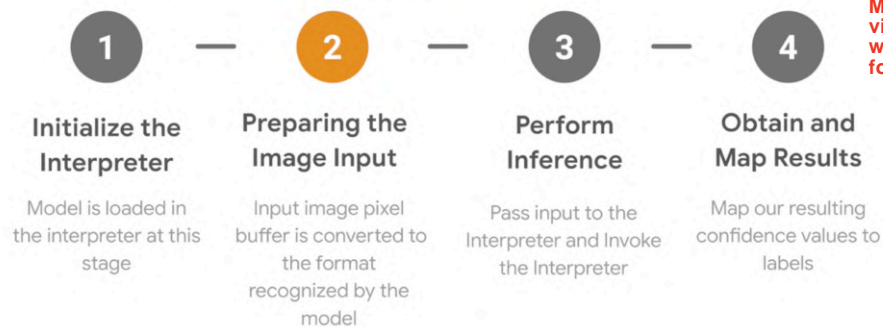 1
2
3
4
Initialize the
Interpreter
Model is loaded in
the interpreter at this
stage
Preparing the
Image Input
Input image pixel
buffer is converted to
the format
recognized by the
model
Perform
Inference
Pass input to the
Interpreter and Invoke
the Interpreter
Obtain and
Map Results
Map our resulting
confidence values to
labels